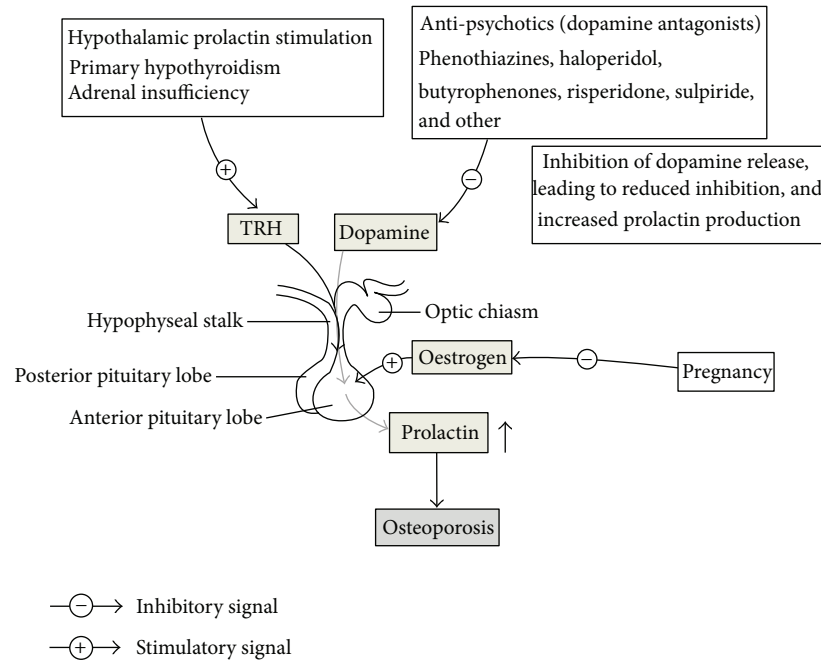 Hypothalamic prolactin stimulation
Primary hypothyroidism
Adrenal insufficiency
Anti-psychotics (dopamine antagonists)
Phenothiazines, haloperidol,
butyrophenones, risperidone, sulpiride,
and other
Inhibition of dopamine release,
leading to reduced inhibition, and
increased prolactin production
+
−
TRH
Dopamine
Hypophyseal stalk
Optic chiasm
Posterior pituitary lobe
+
Oestrogen
−
Pregnancy
Anterior pituitary lobe
Prolactin
Osteoporosis
− Inhibitory signal
+ Stimulatory signal